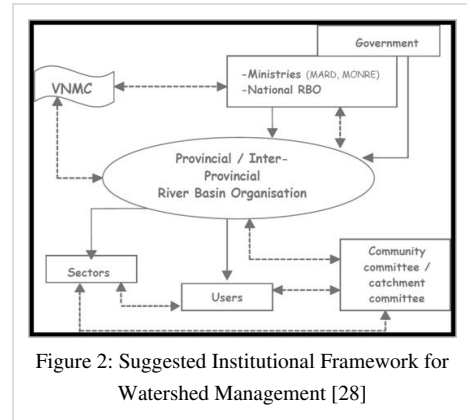 Government
-Ministries (MARD, MONRE)
-National RBO
VNMC
Provincial / Inter-
Provincial
River Basin Organisation
Sectors
Users
Community
committee /
catchment
committee
Figure 2: Suggested Institutional Framework for
Watershed Management [28]